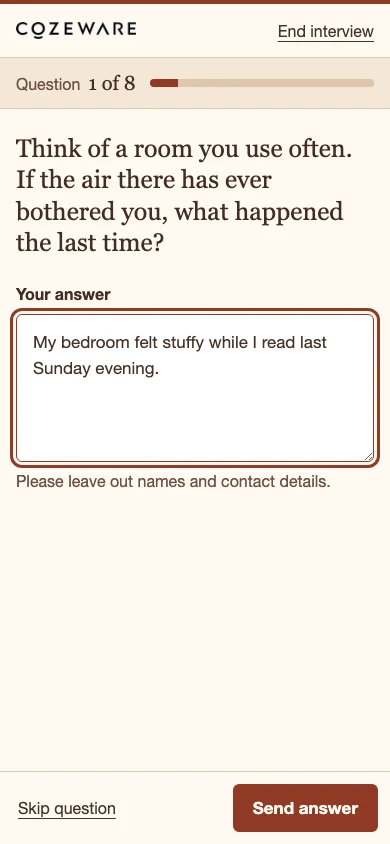 COZEWARE
End interview
Question 1 of 8
Think of a room you use often.
If the air there has ever
bothered you, what happened
the last time?
Your answer
My bedroom felt stuffy while I read last
Sunday evening.
Please leave out names and contact details.
Skip question
Send answer